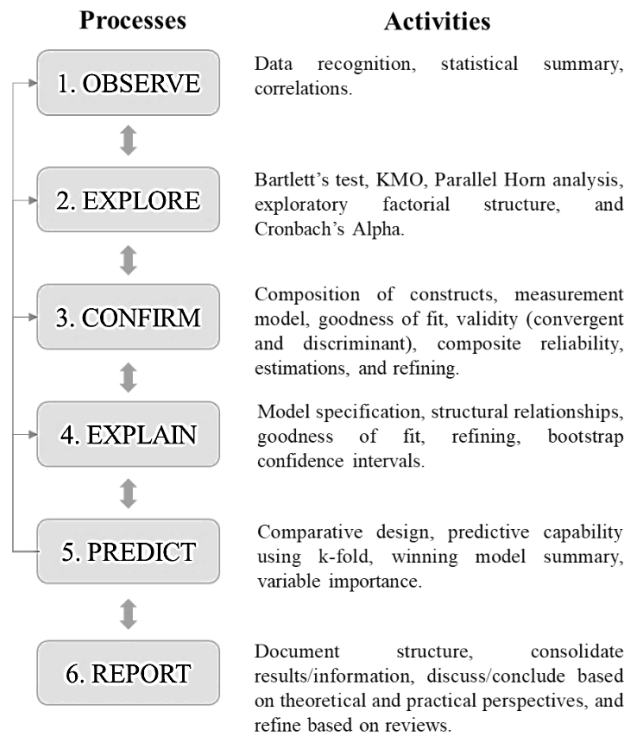 Processes
Activities
1. OBSERVE
Data recognition, statistical summary,
correlations.
2. EXPLORE
Bartlett’s test, KMO, Parallel Horn analysis,
exploratory factorial structure, and
Cronbach’s Alpha.
3. CONFIRM
Composition of constructs, measurement
model, goodness of fit, validity (convergent
and discriminant), composite reliability,
estimations, and refining.
4. EXPLAIN
Model specification, structural relationships,
goodness of fit, refining, bootstrap
confidence intervals.
5. PREDICT
Comparative design, predictive capability
using k-fold, winning model summary,
variable importance.
6. REPORT
Document structure, consolidate
results/information, discuss/conclude based
on theoretical and practical perspectives, and
refine based on reviews.